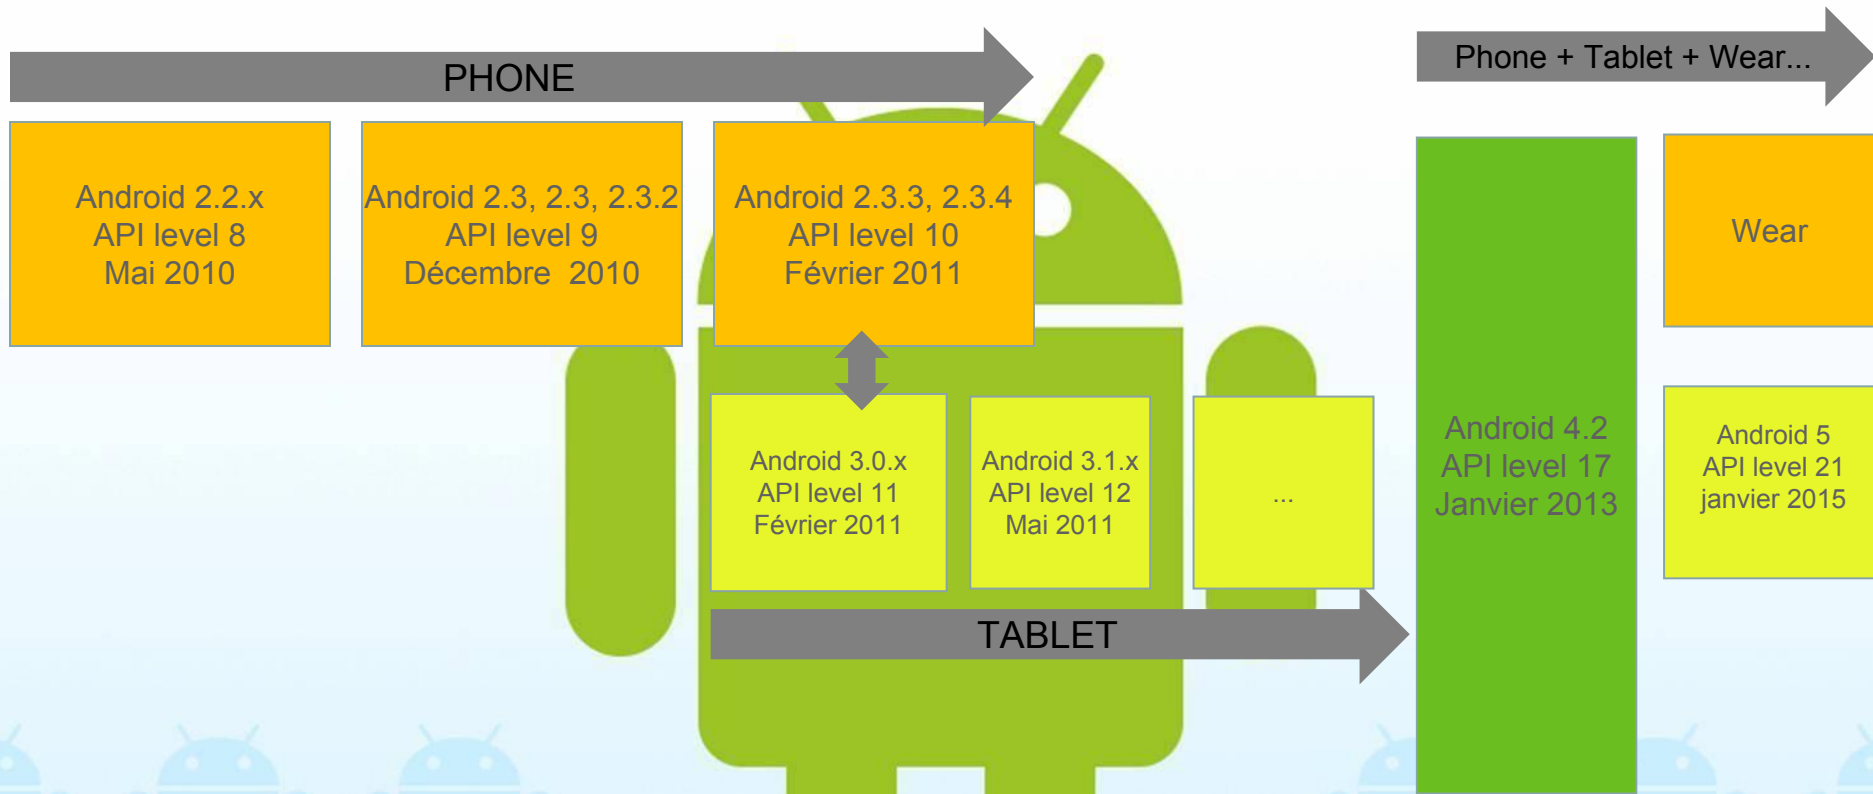 PHONE
Phone + Tablet + Wear...
Android 2.2.x
API level 8
Mai 2010
Android 2.3, 2.3, 2.3.2
API level 9
Décembre  2010
Android 2.3.3, 2.3.4
API level 10
Février 2011
Wear
Android 3.0.x
API level 11
Février 2011
Android 3.1.x
API level 12
Mai 2011
...
Android 4.2
API level 17
Janvier 2013
Android 5
API level 21
janvier 2015
TABLET